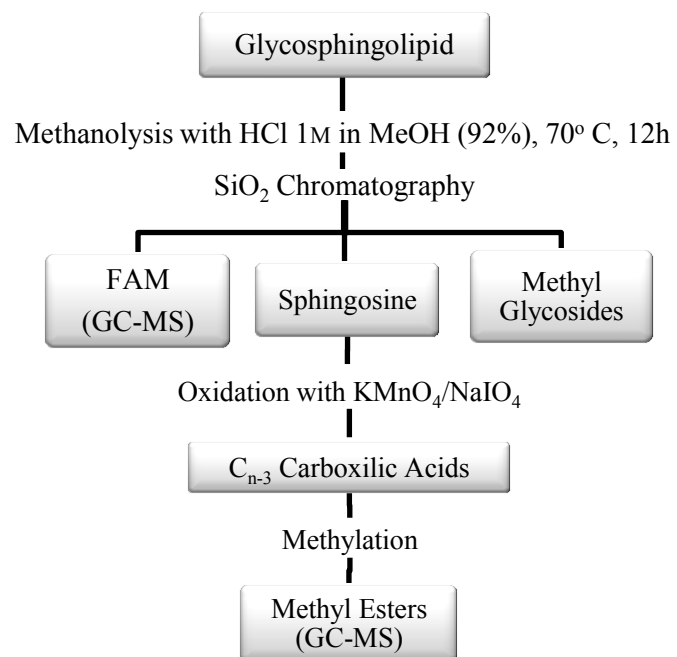 Glycosphingolipid
Methanolysis with HCl 1M in MeOH (92%), 70º C, 12h
SiO₂ Chromatography
FAM
(GC-MS)
Sphingosine
Methyl
Glycosides
Oxidation with KMnO₄/NaIO₄
Cₙ₋₃ Carboxilic Acids
Methylation
Methyl Esters
(GC-MS)